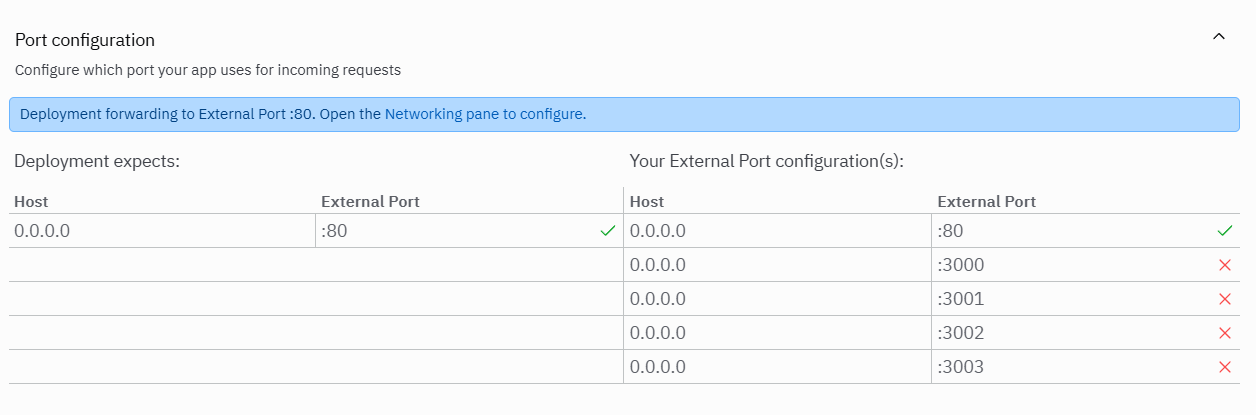 Port configuration
Configure which port your app uses for incoming requests
Deployment forwarding to External Port :80. Open the Networking pane to configure.
Deployment expects:
Your External Port configuration(s):
Host External Port Host External Port
0.0.0.0 :80 0.0.0.0 :80
0.0.0.0 :3000
0.0.0.0 :3001
0.0.0.0 :3002
0.0.0.0 :3003